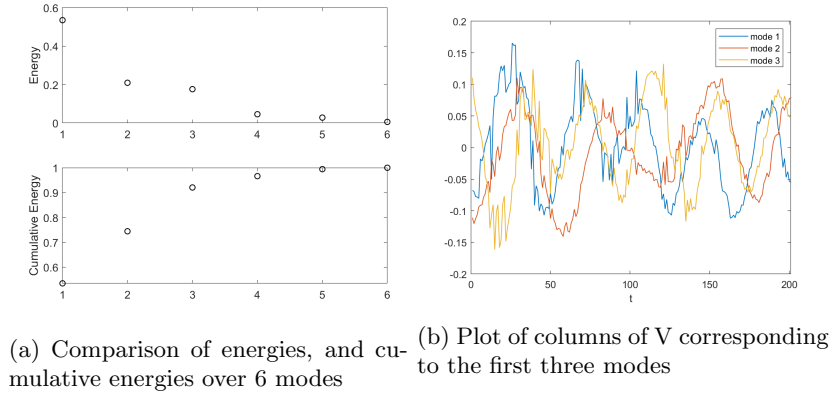 0.6
0.4
0.2
0
Energy
1 2 3 4 5 6
1
0.9
0.8
0.7
0.6
Cumulative Energy
1 2 3 4 5 6
(a) Comparison of energies, and cu-
mulative energies over 6 modes
0.2
0.15
0.1
0.05
0
-0.05
-0.1
-0.15
-0.2
0 50 100 150 200
t
mode 1
mode 2
mode 3
(b) Plot of columns of V corresponding
to the first three modes